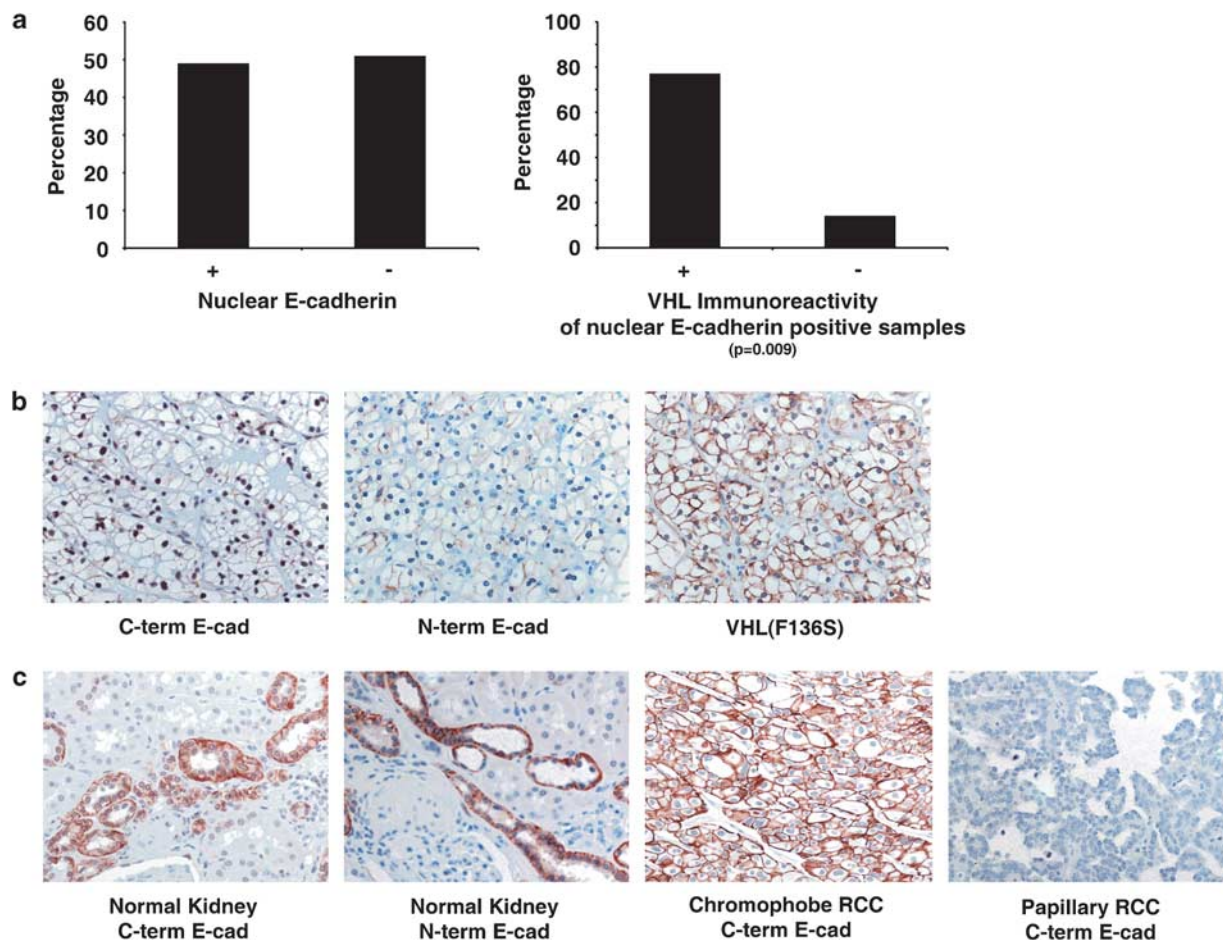 a
60
50
40
30
20
10
0
Percentage
+ -
Nuclear E-cadherin
100
80
60
40
20
0
Percentage
+ -
VHL Immunoreactivity
of nuclear E-cadherin positive samples
(p=0.009)
b
C-term E-cad
N-term E-cad
VHL(F136S)
c
Normal Kidney
C-term E-cad
Normal Kidney
N-term E-cad
Chromophobe RCC
C-term E-cad
Papillary RCC
C-term E-cad